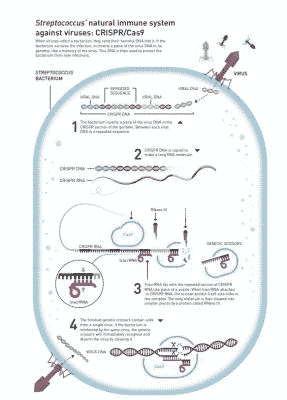 Streptococcus' natural immune system
against viruses: CRISPR/Cas9
When viruses infect a bacterium, they send their harmful DNA into it. If the
bacterium survives the infection, it inserts a piece of the virus DNA in its
genome, like a memory of the virus. This DNA is then used to protect the
bacterium from new infections.
STREPTOCOCCUS
BACTERIUM
VIRUS
REPEATED
SEQUENCE
VIRAL DNA
VIRAL DNA
VIRAL DNA
CRISPR DNA
1 The bacterium inserts a piece of the virus DNA in the
CRISPR section of the genome. Between each viral
DNA is a repeated sequence.
2 CRISPR DNA is copied to
make a long RNA molecule.
CRISPR DNA
CRISPR RNA
RNase III
Cas9
CRISPR RNA
tracrRNA
GENETIC SCISSORS
tracrRNA
3 TracrRNA fits with the repeated section of CRISPR
RNA like piece of a puzzle. When tracrRNA attaches
to CRISPR RNA, the scissor protein Cas9 also links to
the complex. The long molecule is then cleaved into
smaller pieces by a protein called RNase III.
4 The finished genetic scissors contain code
from a single virus. If the bacterium is
reinfected by the same virus, the genetic
scissors will immediately recognise and
disarm the virus by cleaving it.
VIRUS DNA
Cas9